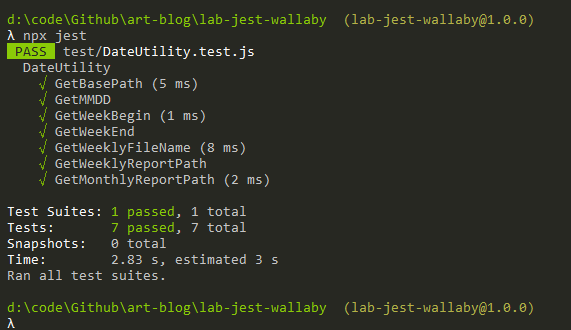 d:\code\Github\art-blog\lab-jest-wallaby (lab-jest-wallaby@1.0.0)
λ npx jest
PASS test/DateUtility.test.js
DateUtility
√ GetBasePath (5 ms)
√ GetMMDD
√ GetWeekBegin (1 ms)
√ GetWeekEnd
√ GetWeeklyFileName (8 ms)
√ GetWeeklyReportPath
√ GetMonthlyReportPath (2 ms)
Test Suites: 1 passed, 1 total
Tests: 7 passed, 7 total
Snapshots: 0 total
Time: 2.83 s, estimated 3 s
Ran all test suites.
d:\code\Github\art-blog\lab-jest-wallaby (lab-jest-wallaby@1.0.0)
λ